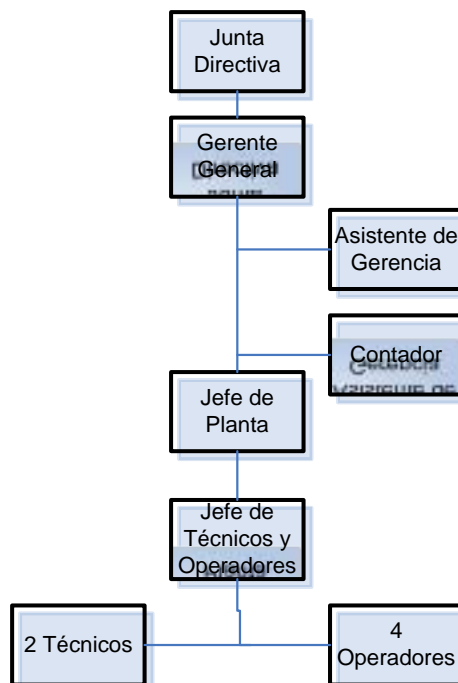 Junta
Directiva
Gerente
General
Asistente de
Gerencia
Contador
Jefe de
Planta
Jefe de
Técnicos y
Operadores
2 Técnicos
4
Operadores